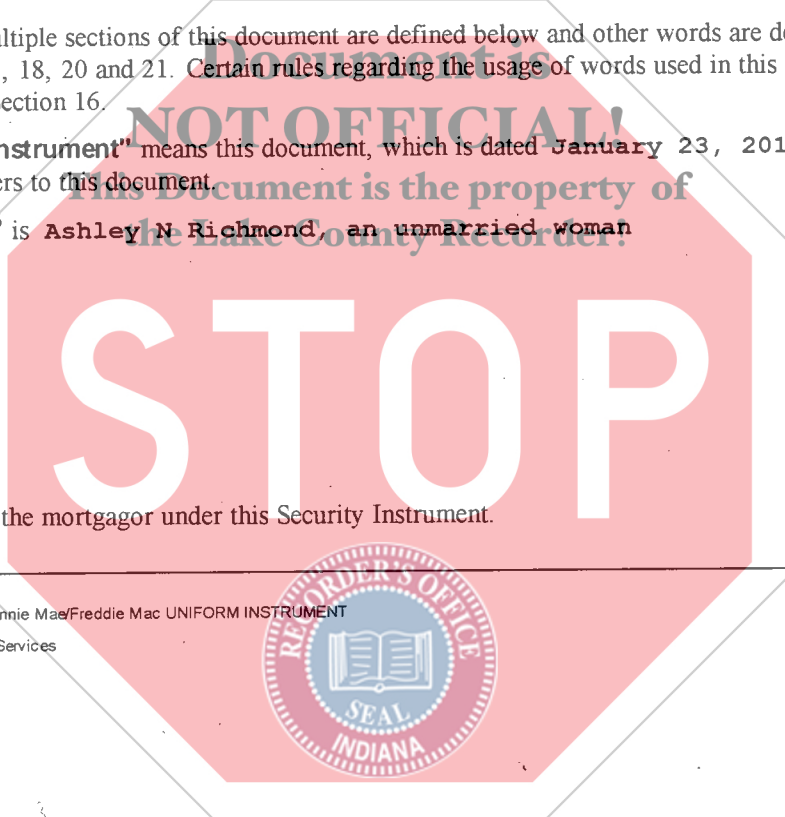 ultiple sections of this document are defined below and other words are de
, 18, 20 and 21. Certain rules regarding the usage of words used in this
ection 16.
nstrument" means this document, which is dated January 23, 201
ers to this document.
" is Ashley N Richmond, an unmarried woman
Document is
NOT OFFICIAL!
This Document is the property of
the Lake County Recorder!
STOP
the mortgagor under this Security Instrument.
nnie Mae/Freddie Mac UNIFORM INSTRUMENT
Services
RECORDER'S OFFICE
SEAL
INDIANA